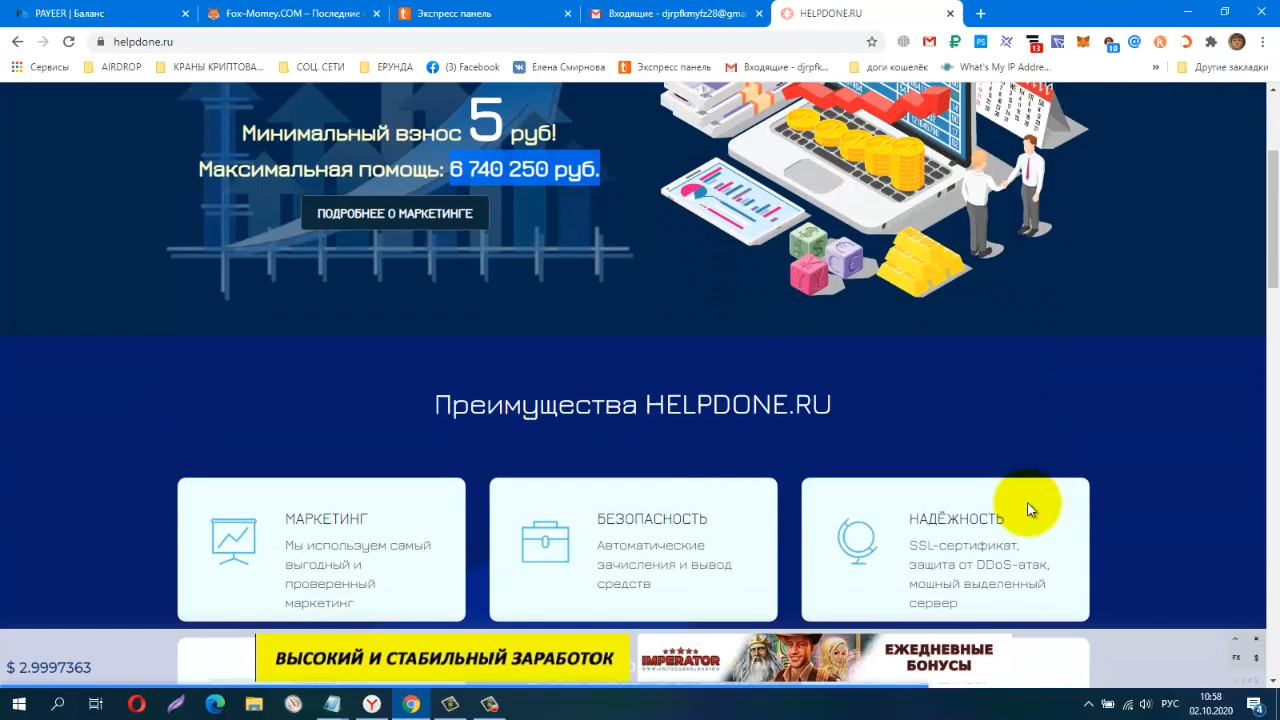 PAYEER | Баланс
Fox-Momey.COM – Последние
Экспресс панель
Входящие - djrpfkmyfz28@gma
HELPDONE.RU
helpdone.ru
13
10
Сервисы
AIRDROP
КРАНЫ КРИПТОВА...
СОЦ. СЕТИ
ЕРУНДА
(3) Facebook
Елена Смирнова
Экспресс панель
Входящие - djrpfk...
доги кошелёк
What's My IP Addre...
»
Другие закладки
Минимальный взнос 5 руб!
Максимальная помощь: 6 740 250 руб.
ПОДРОБНЕЕ О МАРКЕТИНГЕ
Преимущества HELPDONE.RU
МАРКЕТИНГ
Мы используем самый
выгодный и
проверенный
маркетинг
БЕЗОПАСНОСТЬ
Автоматические
зачисления и вывод
средств
НАДЁЖНОСТЬ
SSL-сертификат,
защита от DDoS-атак,
мощный выделенный
сервер
$ 2.9997363
ВЫСОКИЙ И СТАБИЛЬНЫЙ ЗАРАБОТОК
IMPERATOR
ЕЖЕДНЕВНЫЕ
БОНУСЫ
FX
$
РУС
10:58
02.10.2020
4